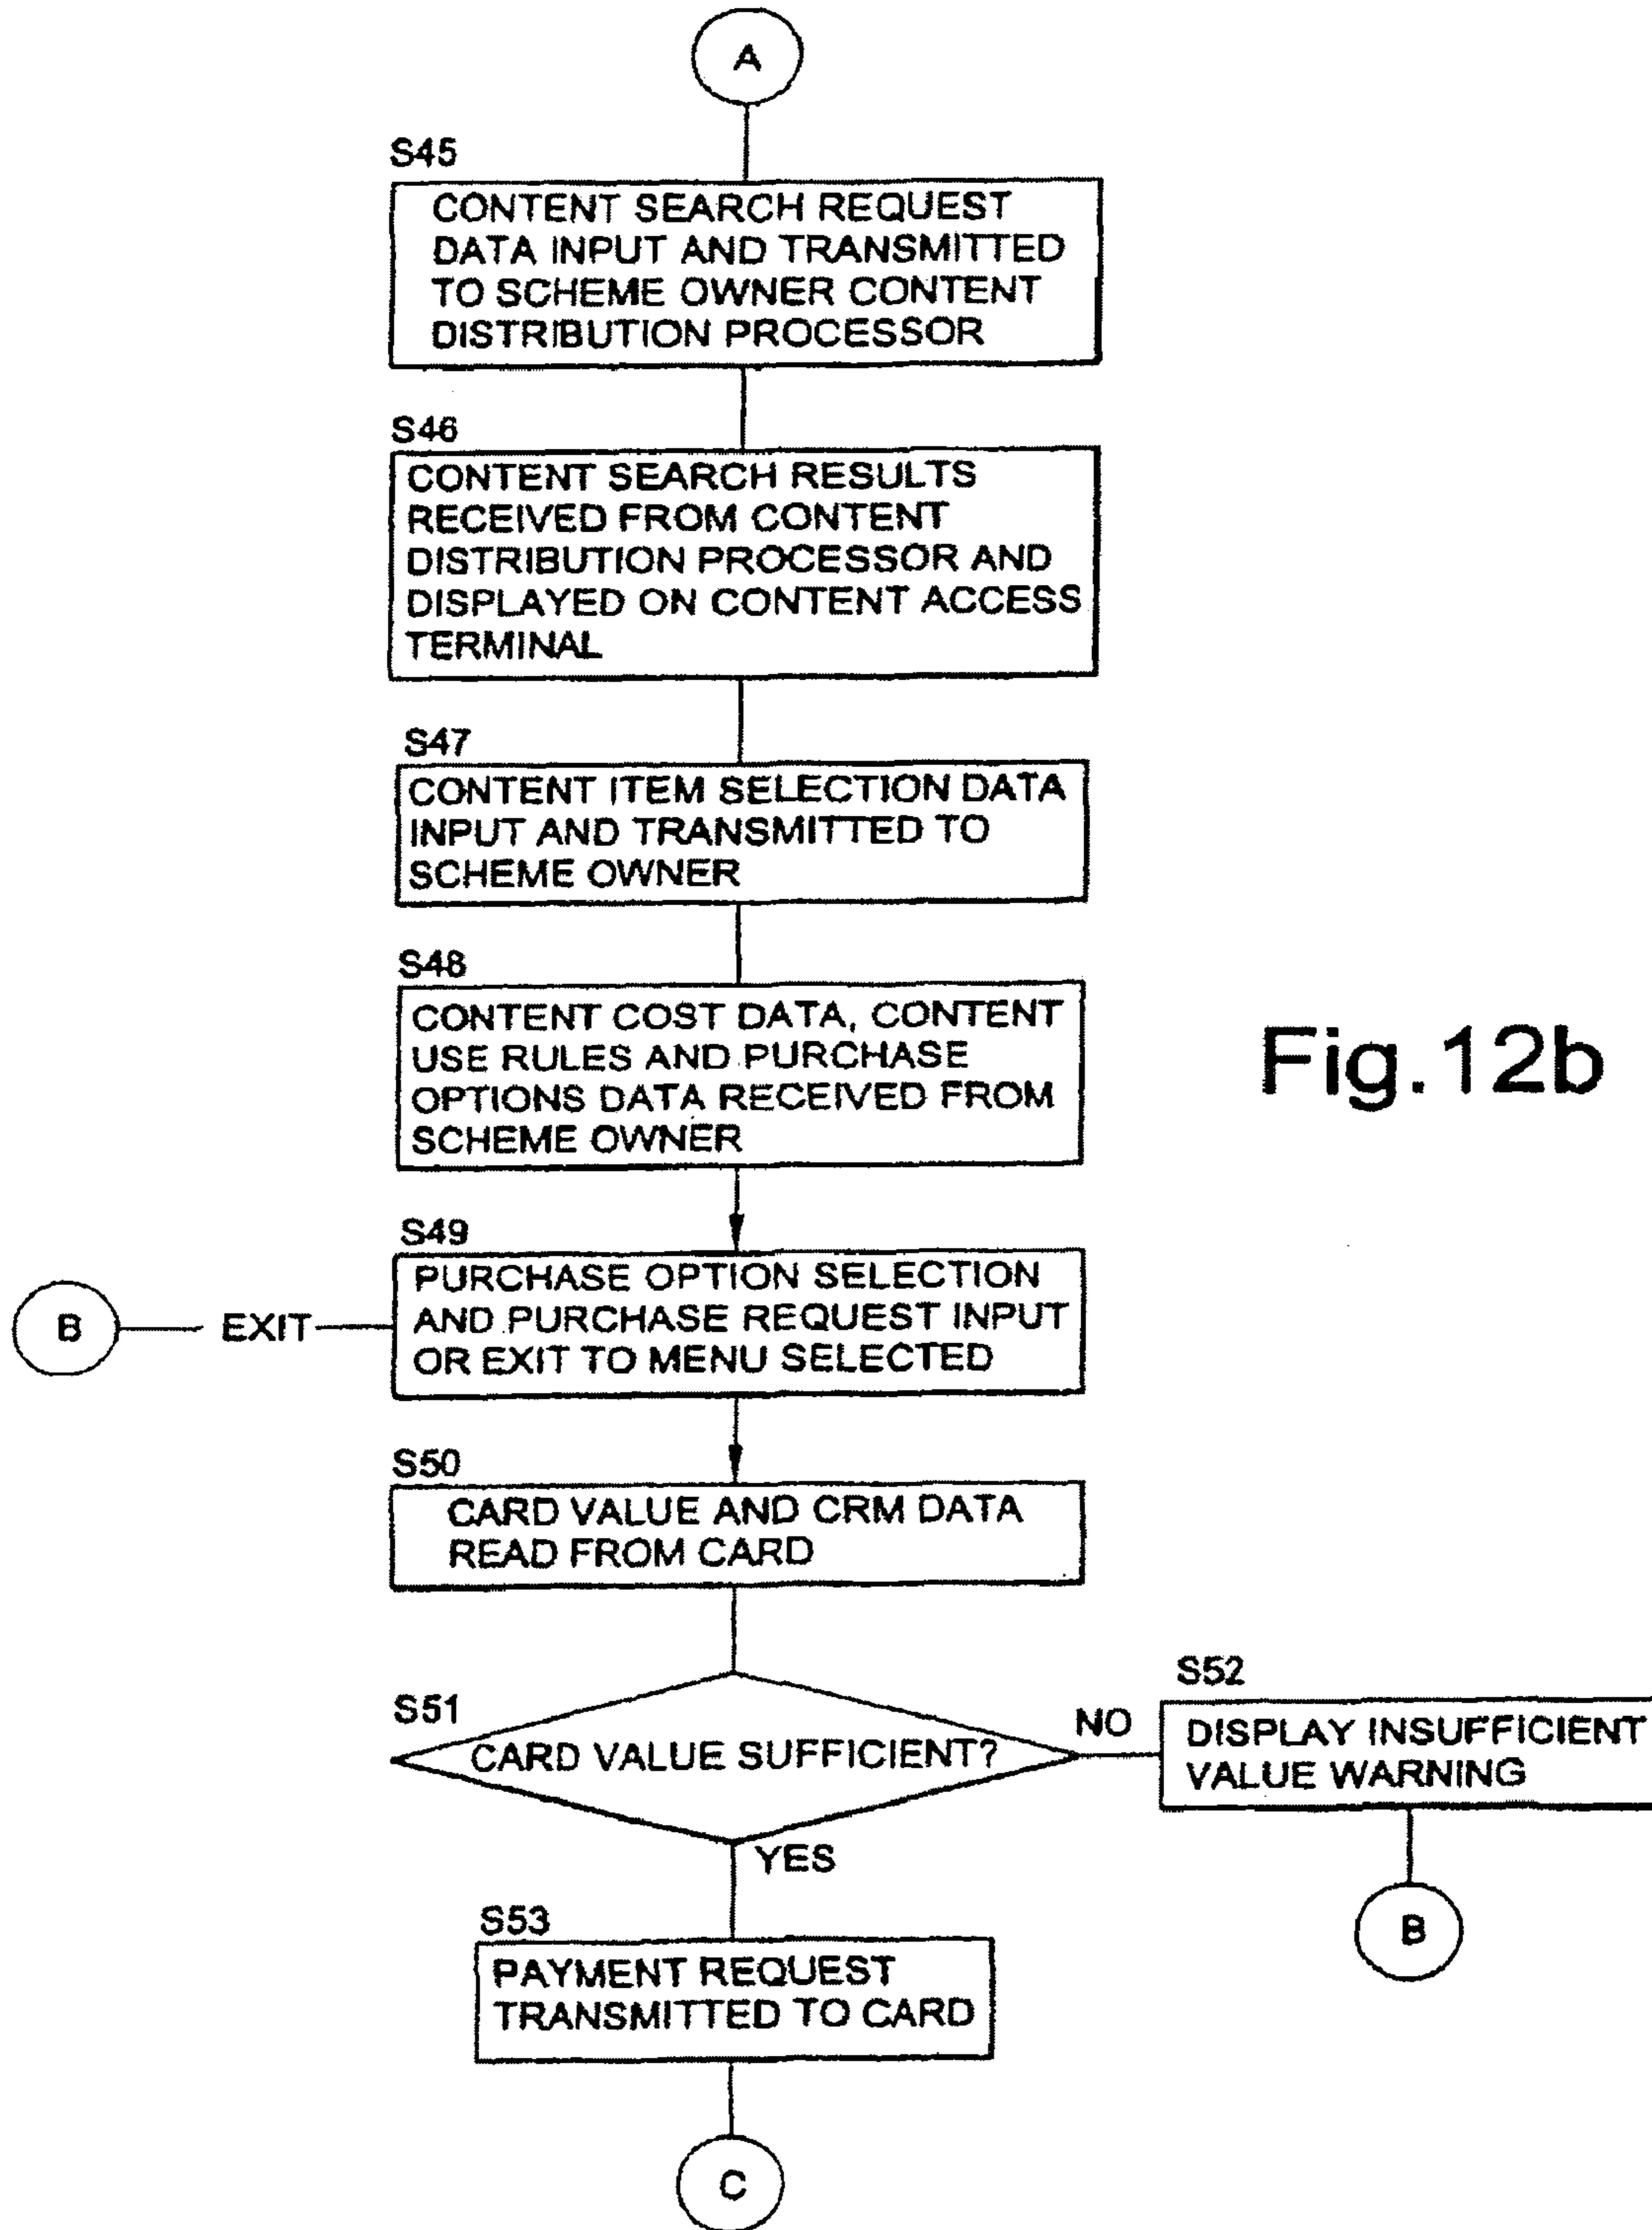 A
S45
CONTENT SEARCH REQUEST
DATA INPUT AND TRANSMITTED
TO SCHEME OWNER CONTENT
DISTRIBUTION PROCESSOR
S46
CONTENT SEARCH RESULTS
RECEIVED FROM CONTENT
DISTRIBUTION PROCESSOR AND
DISPLAYED ON CONTENT ACCESS
TERMINAL
S47
CONTENT ITEM SELECTION DATA
INPUT AND TRANSMITTED TO
SCHEME OWNER
S48
CONTENT COST DATA, CONTENT
USE RULES AND PURCHASE
OPTIONS DATA RECEIVED FROM
SCHEME OWNER
Fig.12b
S49
PURCHASE OPTION SELECTION
AND PURCHASE REQUEST INPUT
OR EXIT TO MENU SELECTED
B
EXIT
S50
CARD VALUE AND CRM DATA
READ FROM CARD
S51
CARD VALUE SUFFICIENT?
NO
S52
DISPLAY INSUFFICIENT
VALUE WARNING
B
YES
S53
PAYMENT REQUEST
TRANSMITTED TO CARD
C